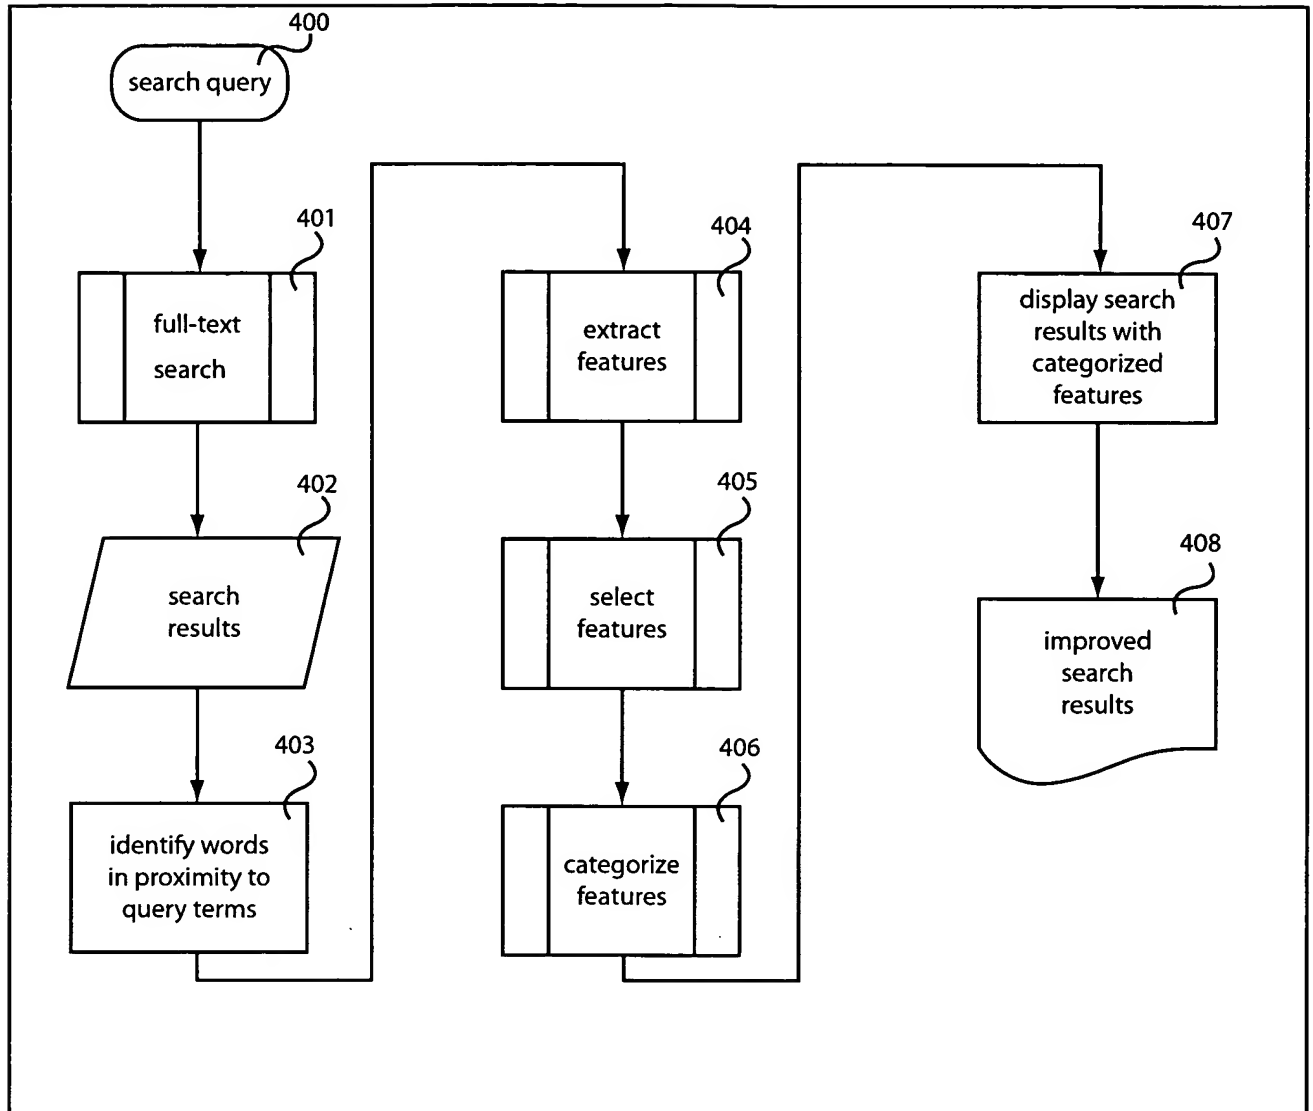 400
search query
401
full-text
search
402
search
results
403
identify words
in proximity to
query terms
404
extract
features
405
select
features
406
categorize
features
407
display search
results with
categorized
features
408
improved
search
results